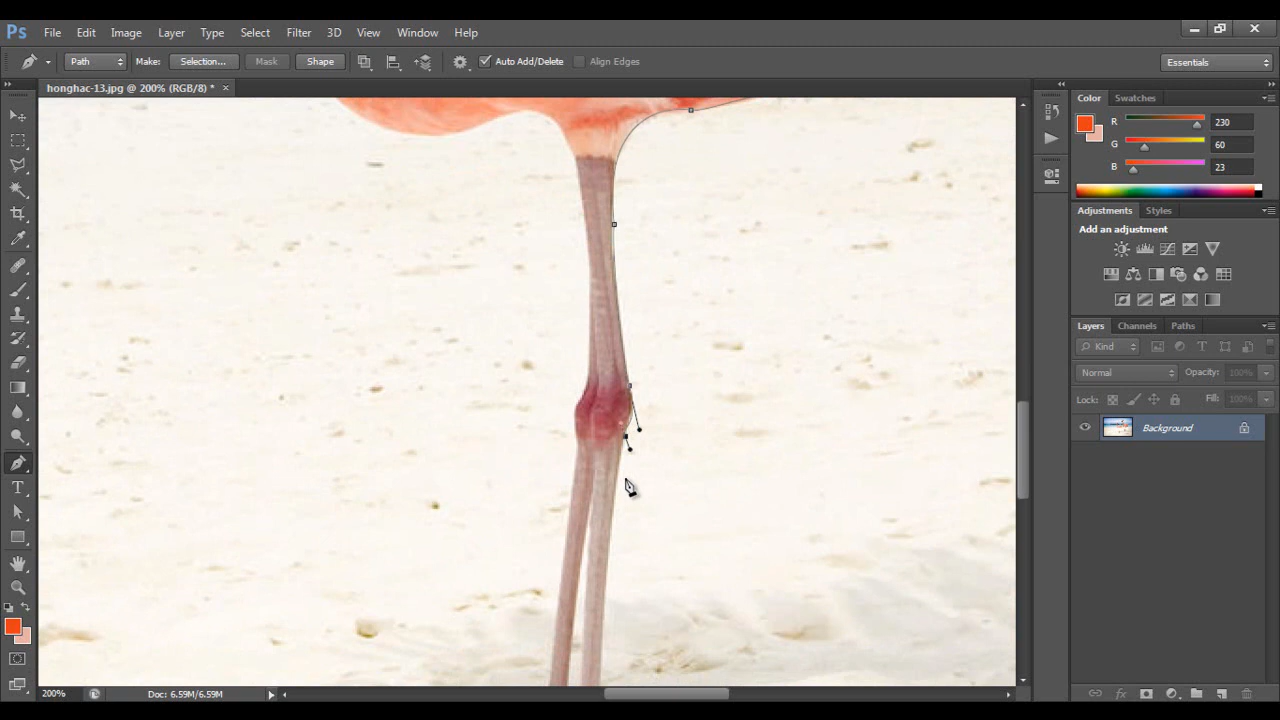 Ps File Edit Image Layer Type Select Filter 3D View Window Help
Path Make: Selection... Mask Shape Auto Add/Delete Align Edges Essentials
honghac-13.jpg @ 200% (RGB/8) * ×
Color Swatches
R 230
G 60
B 23
Adjustments Styles
Add an adjustment
Layers Channels Paths
Kind T
Normal Opacity: 100%
Lock: Fill: 100%
Background
T
200% Doc: 6.59M/6.59M fx